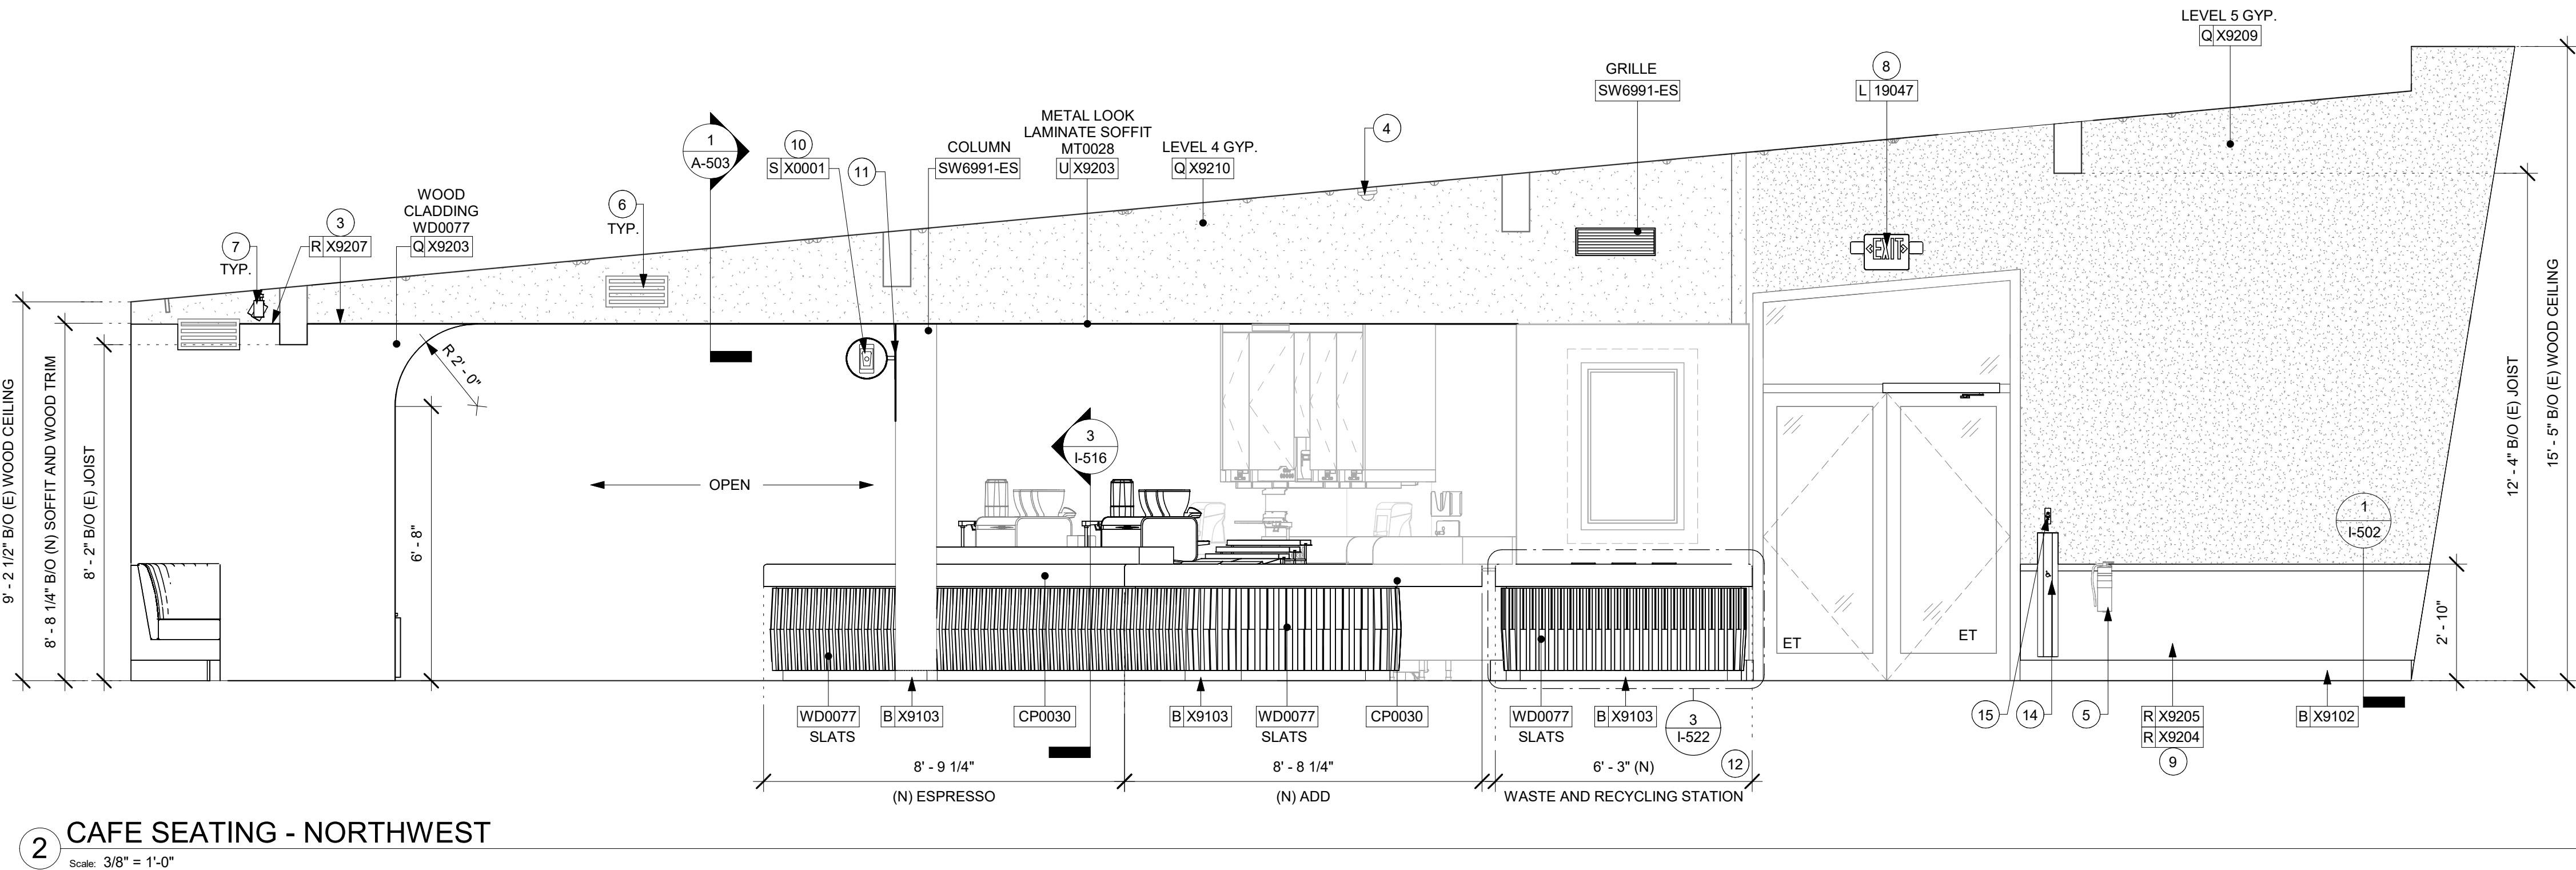 LEVEL 5 GYP.
Q X9209
GRILLE
SW6991-ES
8
L 19047
METAL LOOK
LAMINATE SOFFIT
MT0028
U X9203
LEVEL 4 GYP.
Q X9210
4
COLUMN
SW6991-ES
1
A-503
10
S X0001
11
WOOD
CLADDING
WD0077
Q X9203
6
TYP.
3
R X9207
7
TYP.
EXIT
R 2' - 0"
9' - 2 1/2" B/O (E) WOOD CEILING
8' - 8 1/4" B/O (N) SOFFIT AND WOOD TRIM
8' - 2" B/O (E) JOIST
6' - 8"
OPEN
3
I-516
1
I-502
12' - 4" B/O (E) JOIST
15' - 5" B/O (E) WOOD CEILING
2' - 10"
ET
ET
WD0077
SLATS
B X9103
CP0030
B X9103
WD0077
SLATS
CP0030
WD0077
SLATS
B X9103
3
I-522
15
14
5
R X9205
R X9204
9
B X9102
8' - 9 1/4"
(N) ESPRESSO
8' - 8 1/4"
(N) ADD
6' - 3" (N)
12
WASTE AND RECYCLING STATION
2
CAFE SEATING - NORTHWEST
Scale: 3/8" = 1'-0"